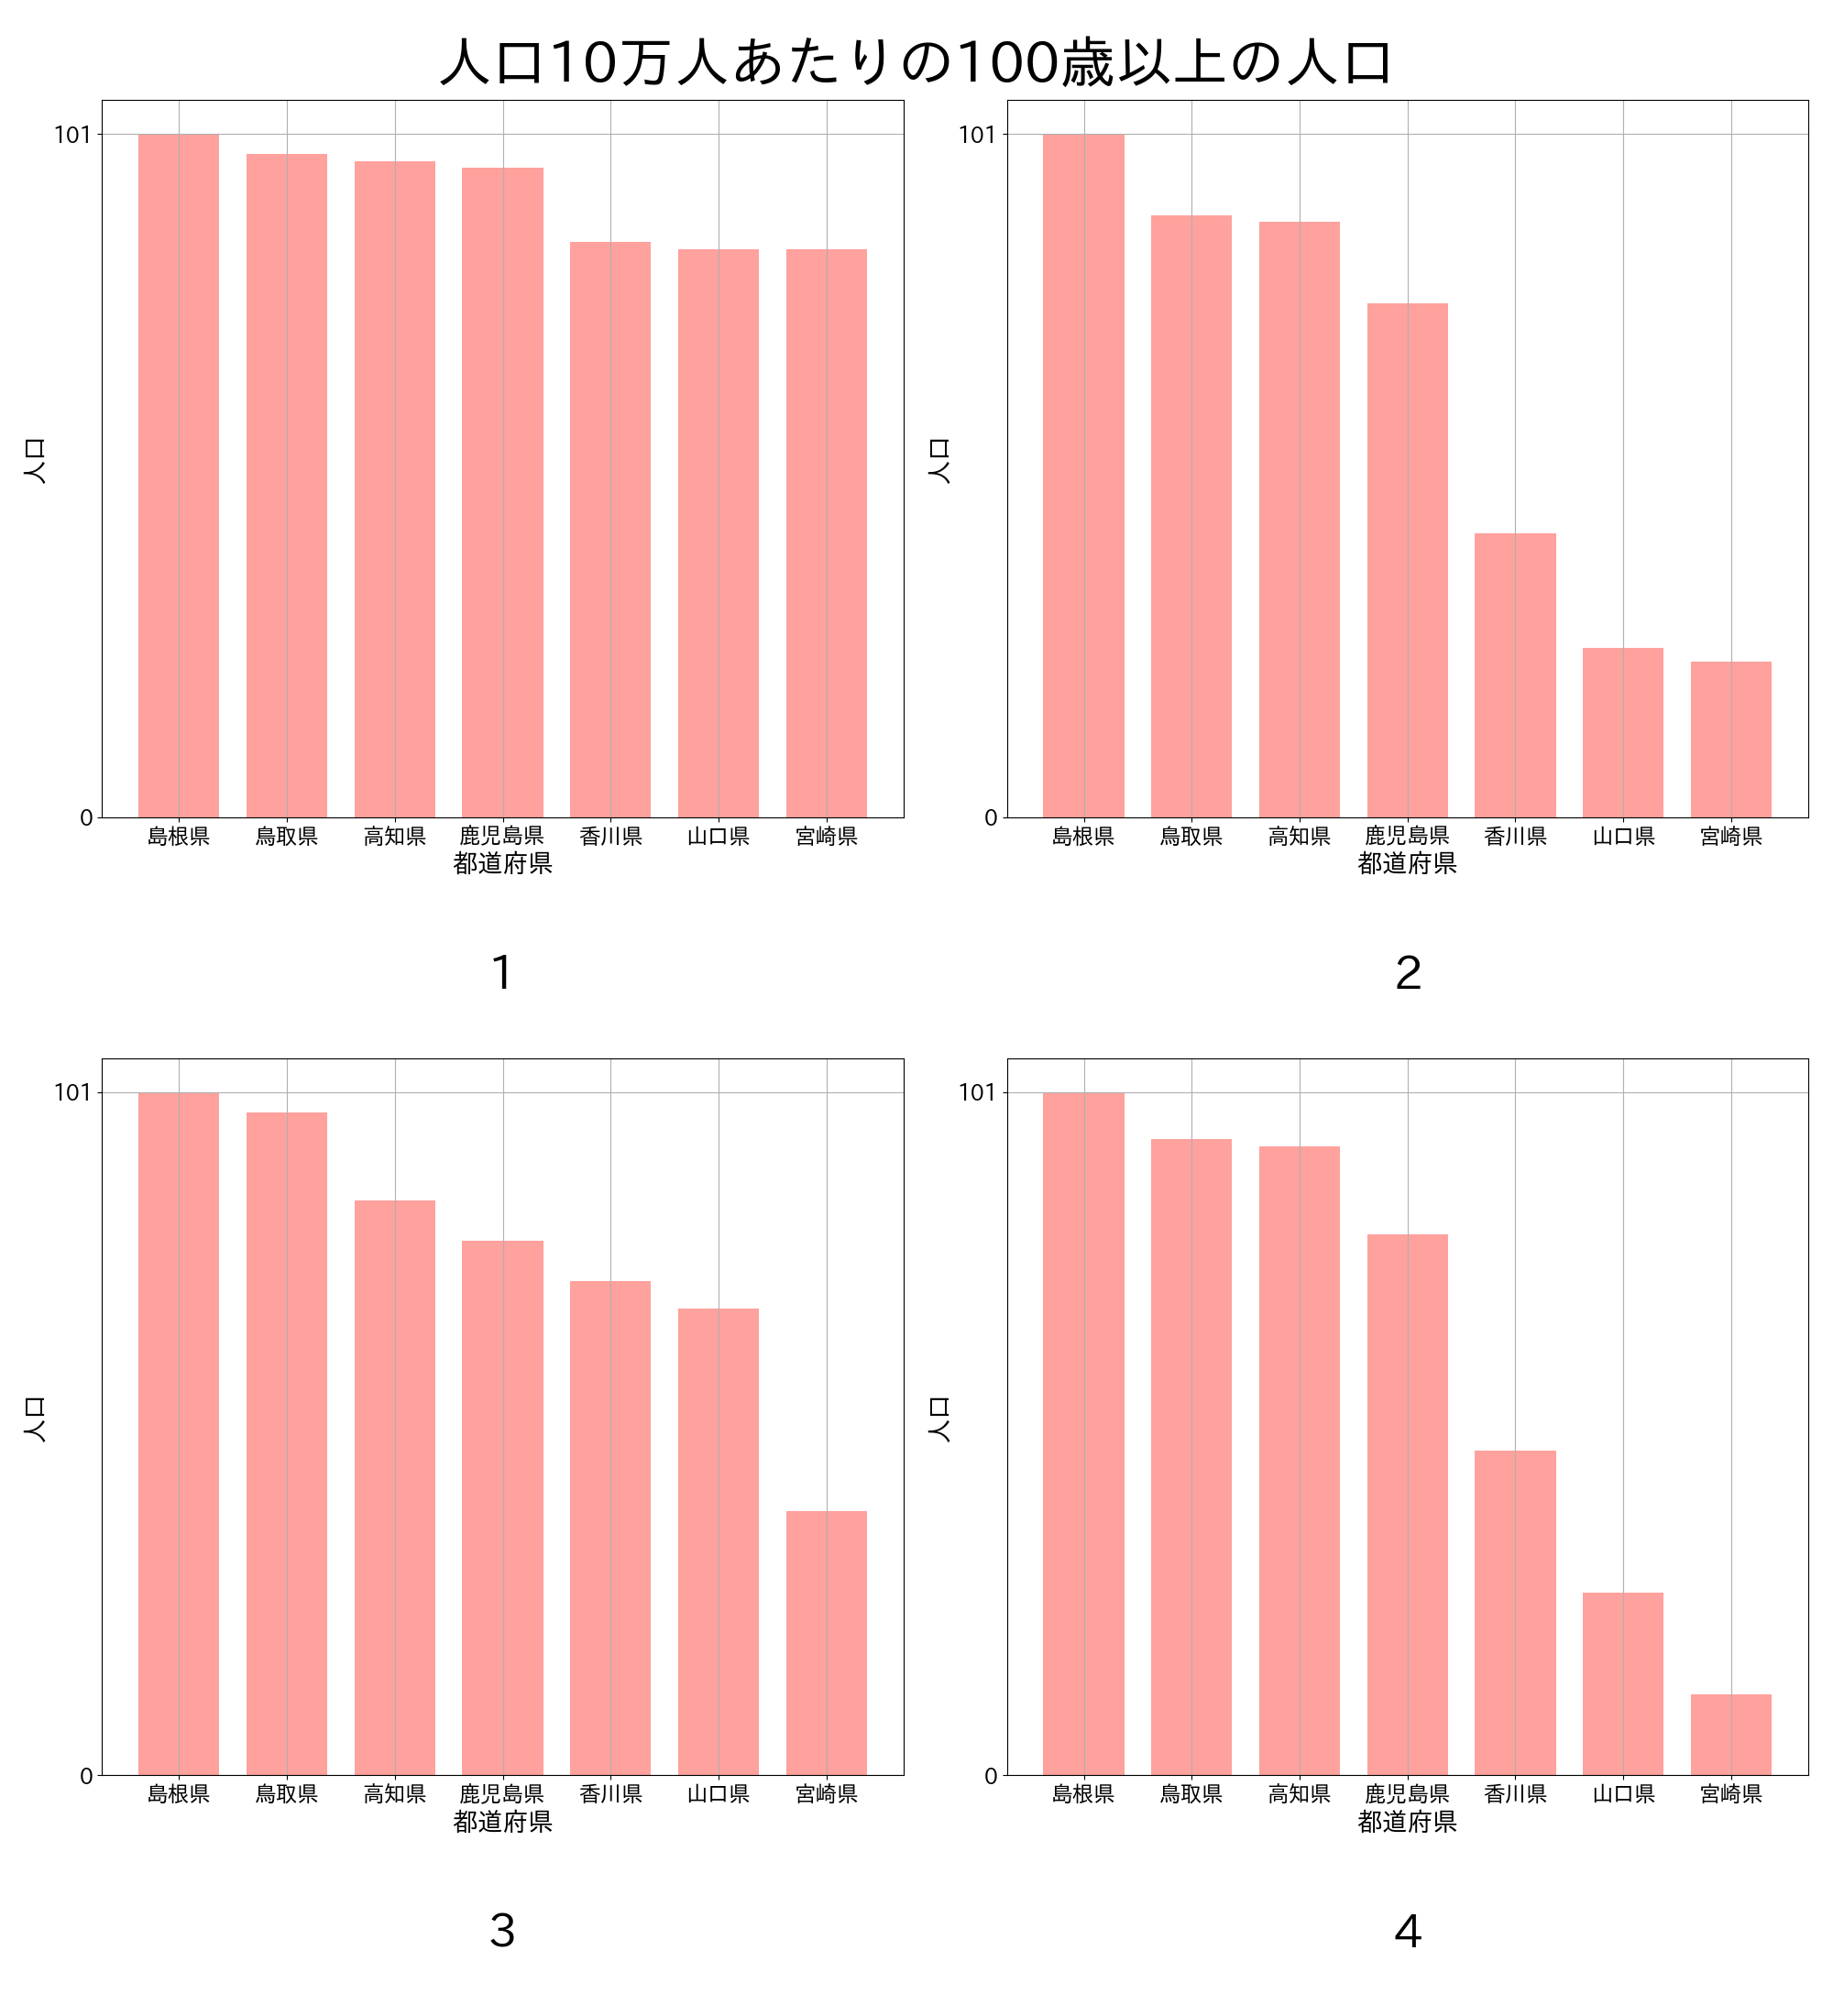 人口10万人あたりの100歳以上の人口
101
0
人口
島根県 鳥取県 高知県 鹿児島県 香川県 山口県 宮崎県
都道府県
1
101
0
人口
島根県 鳥取県 高知県 鹿児島県 香川県 山口県 宮崎県
都道府県
2
101
0
人口
島根県 鳥取県 高知県 鹿児島県 香川県 山口県 宮崎県
都道府県
3
101
0
人口
島根県 鳥取県 高知県 鹿児島県 香川県 山口県 宮崎県
都道府県
4